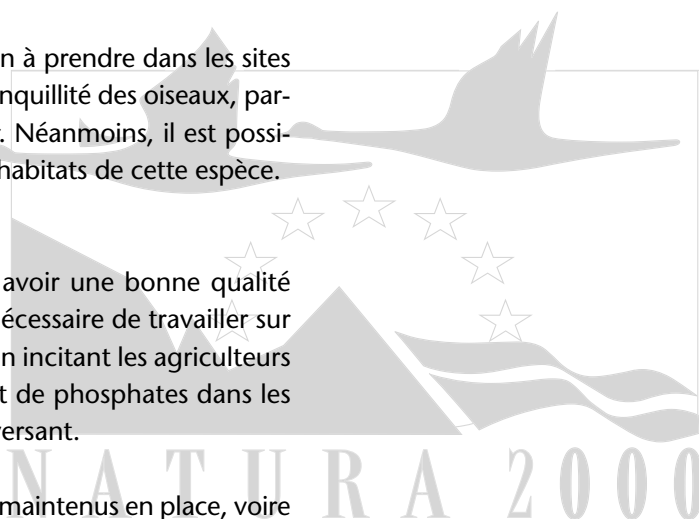 n à prendre dans les sites
nquillité des oiseaux, par-
. Néanmoins, il est possi-
habitats de cette espèce.
avoir une bonne qualité
écessaire de travailler sur
n incitant les agriculteurs
t de phosphates dans les
ersant.
NATURA 2000
maintenus en place, voire